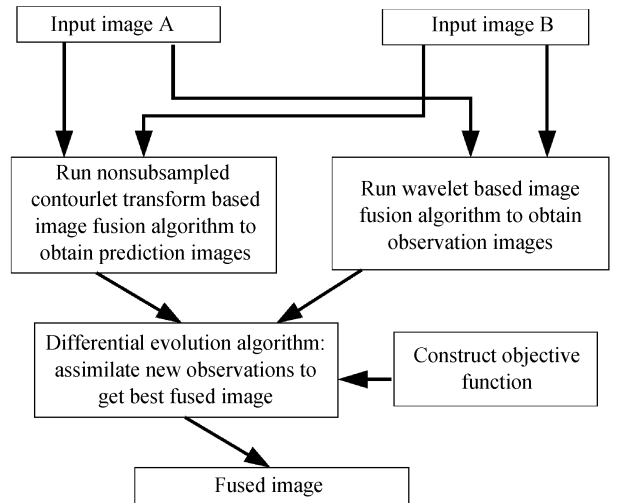 Input image A
Input image B
Run nonsubsampled
contourlet transform based
image fusion algorithm to
obtain prediction images
Run wavelet based image
fusion algorithm to obtain
observation images
Differential evolution algorithm:
assimilate new observations to
get best fused image
Construct objective
function
Fused image